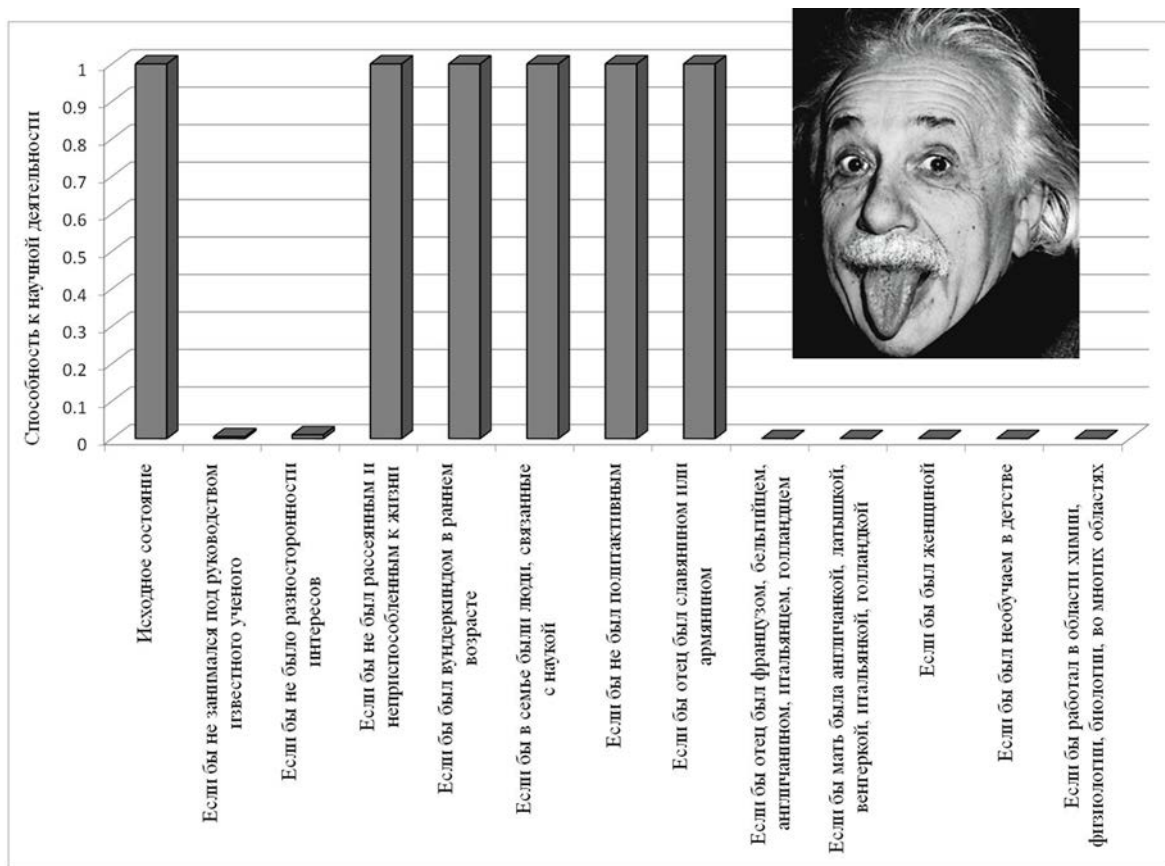 Способность к научной деятельности
1
0.9
0.8
0.7
0.6
0.5
0.4
0.3
0.2
0.1
0
Исходное состояние
Если бы не занимался под руководством
известного ученого
Если бы не было разносторонности
интересов
Если бы не был рассеянным и
неприспособленным к жизни
Если бы был вундеркиндом в раннем
возрасте
Если бы в семье были люди, связанные
с наукой
Если бы не был политактивным
Если бы отец был славянином или
армянином
Если бы отец был французом, бельгийцем,
англичанином, итальянцем, голландцем
Если бы мать была англичанкой, латышкой,
венгеркой, итальянкой, голландкой
Если бы был женщиной
Если бы был необучаем в детстве
Если бы работал в области химии,
физиологии, биологии, во многих областях